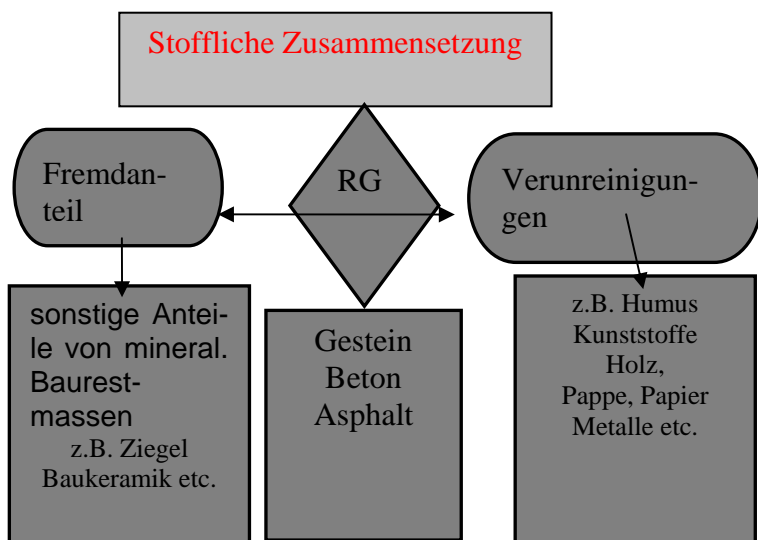 Stoffliche Zusammensetzung
Fremdan-
teil
RG
Verunreinigun-
gen
sonstige Antei-
le von mineral.
Baurest-
massen
z.B. Ziegel
Baukeramik etc.
Gestein
Beton
Asphalt
z.B. Humus
Kunststoffe
Holz,
Pappe, Papier
Metalle etc.